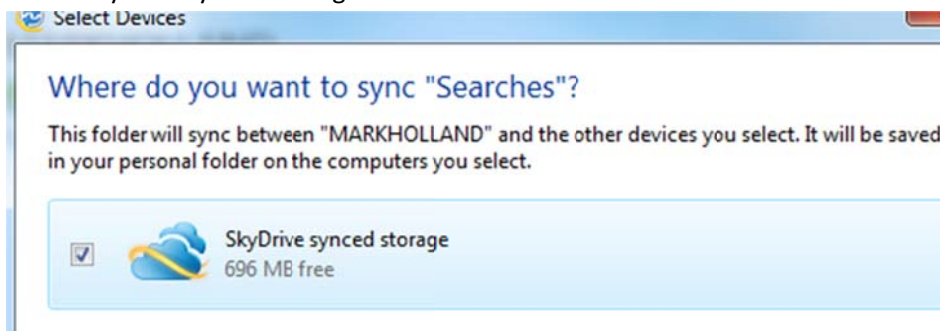 Select Devices
Where do you want to sync "Searches"?
This folder will sync between "MARKHOLLAND" and the other devices you select. It will be saved
in your personal folder on the computers you select.
SkyDrive synced storage
696 MB free